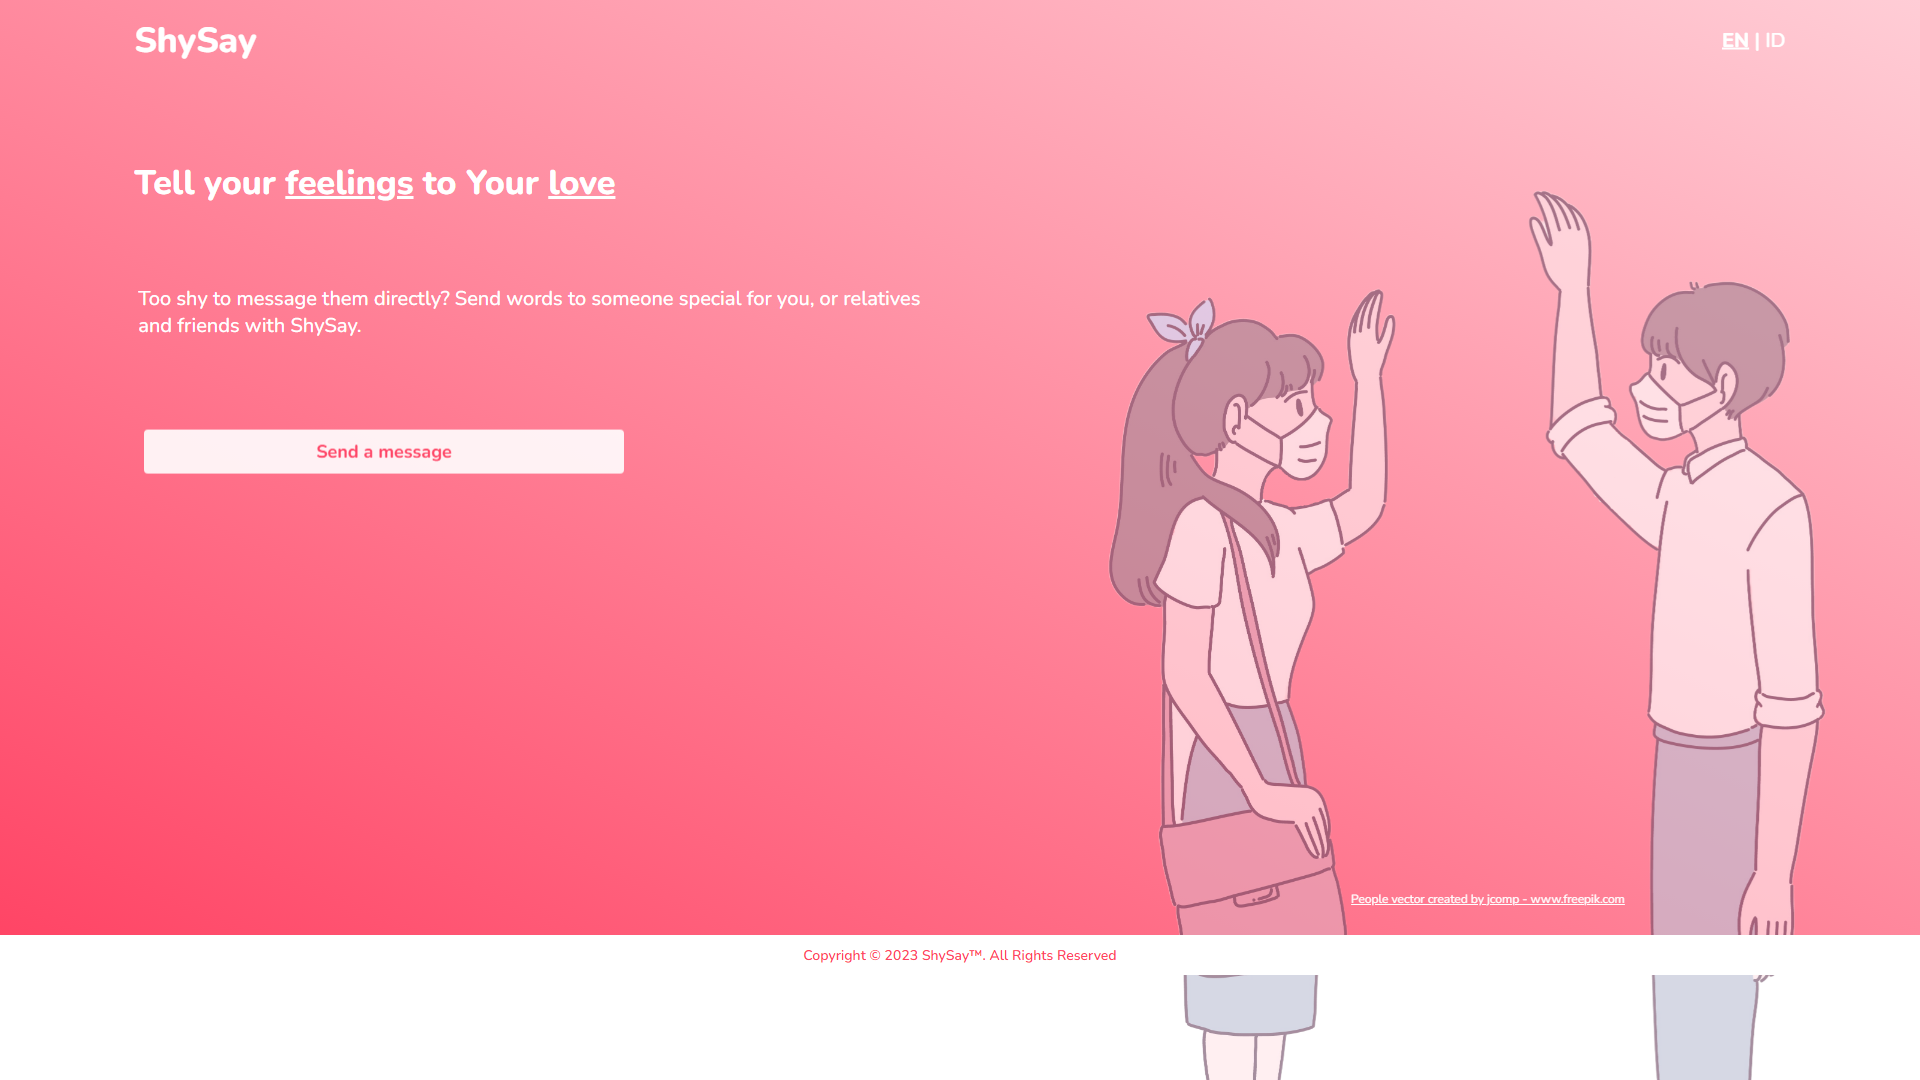 ShySay
EN | ID
Tell your feelings to Your love
Too shy to message them directly? Send words to someone special for you, or relatives
and friends with ShySay.
Send a message
People vector created by jcomp - www.freepik.com
Copyright © 2023 ShySay™. All Rights Reserved